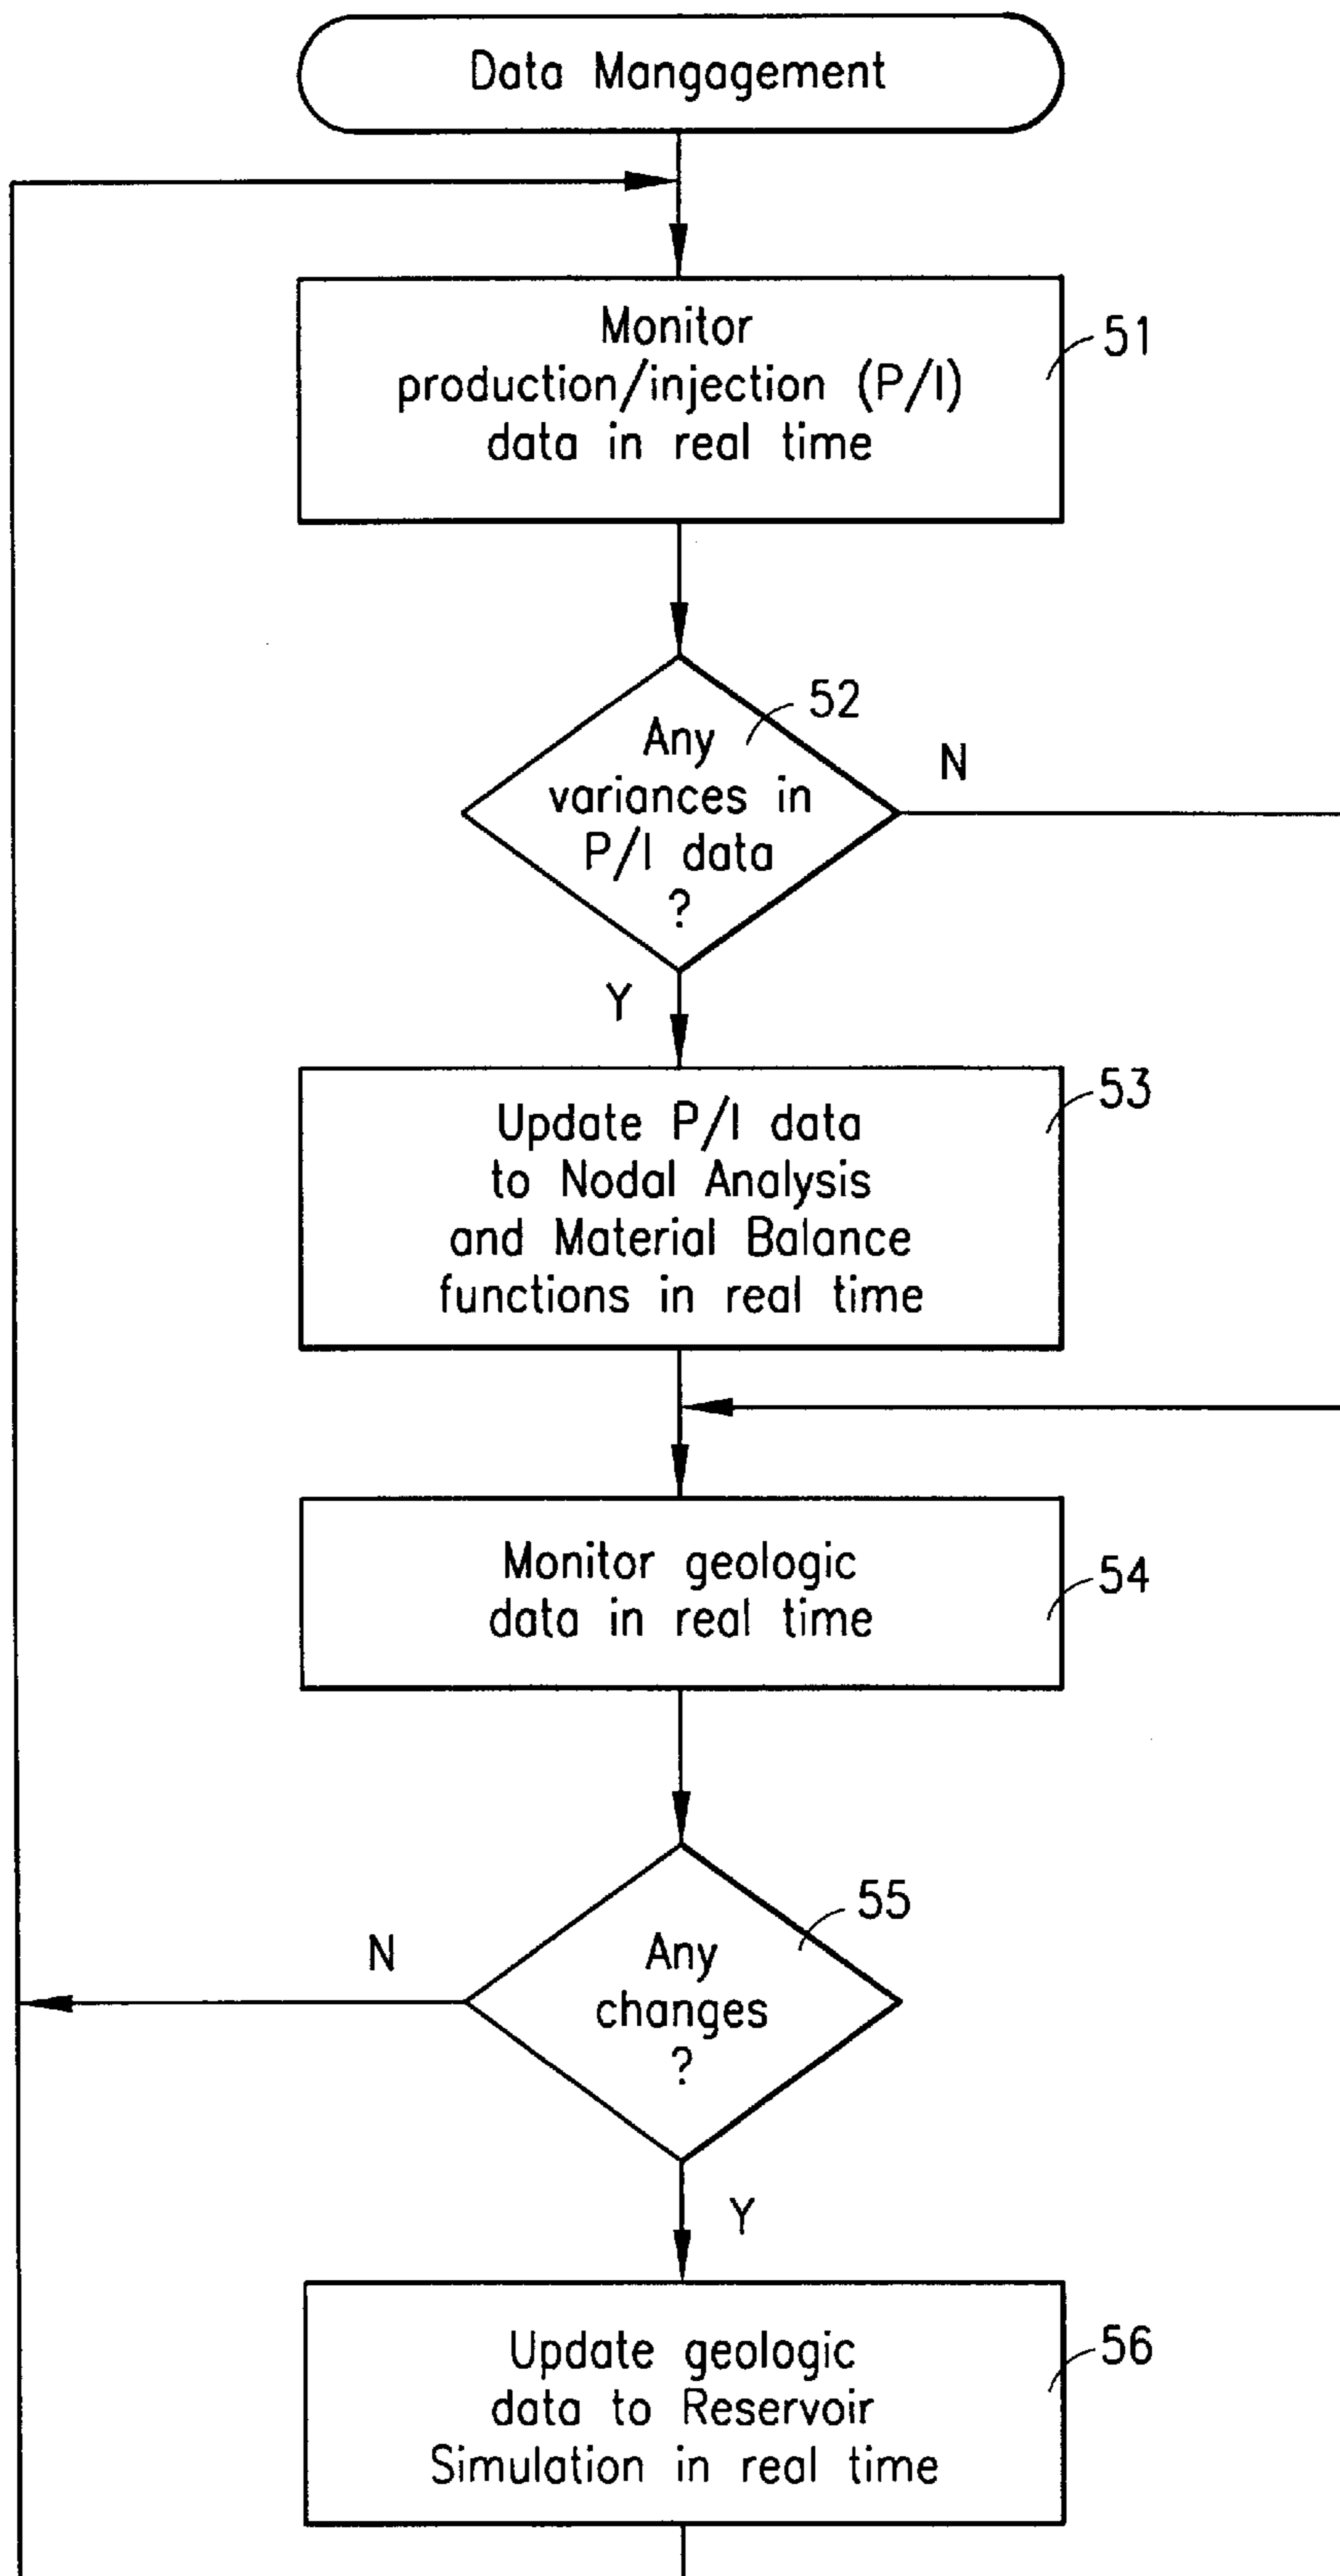 Data Mangagement
Monitor
production/injection (P/I)
data in real time
51
52
Any
variances in
P/I data
?
N
Y
53
Update P/I data
to Nodal Analysis
and Material Balance
functions in real time
Monitor geologic
data in real time
54
55
Any
changes
?
N
Y
Update geologic
data to Reservoir
Simulation in real time
56